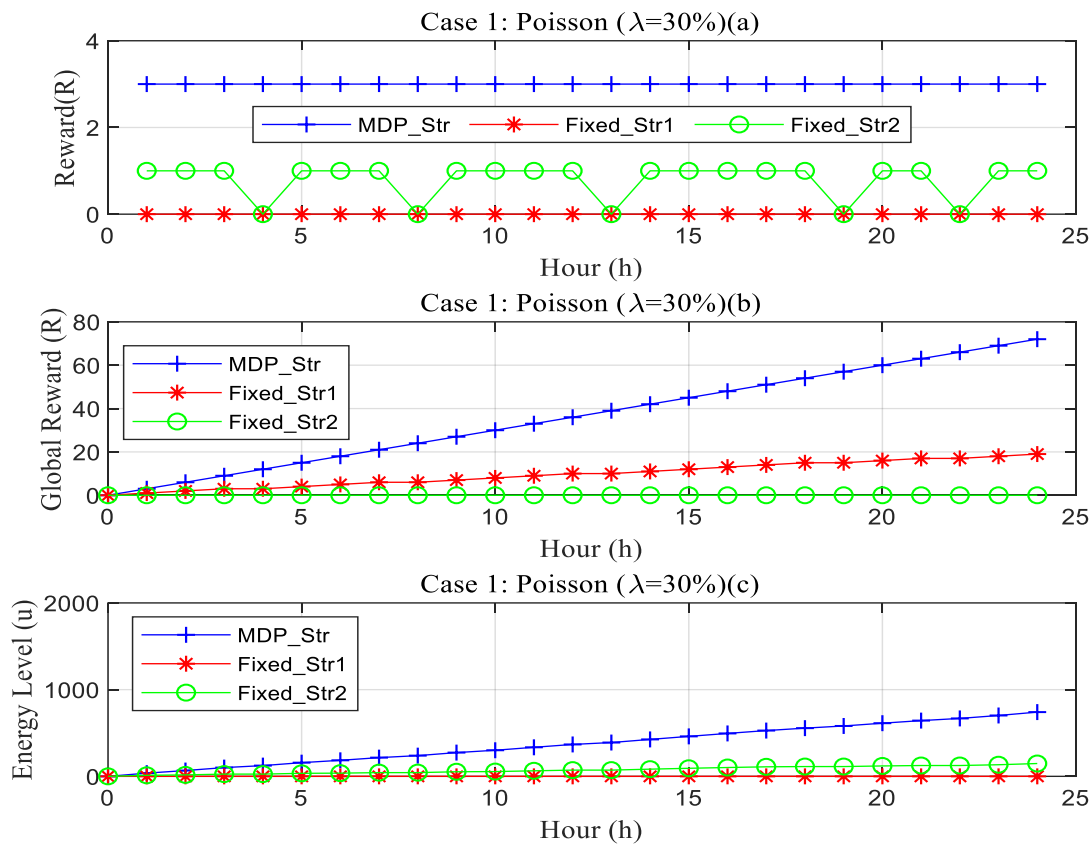 Case 1: Poisson (λ=30%)(a)
Reward(R)
4
2
0
MDP_Str Fixed_Str1 Fixed_Str2
0 5 10 15 20 25
Hour (h)
Case 1: Poisson (λ=30%)(b)
Global Reward (R)
80
60
40
20
0
MDP_Str
Fixed_Str1
Fixed_Str2
0 5 10 15 20 25
Hour (h)
Case 1: Poisson (λ=30%)(c)
Energy Level (u)
2000
1000
0
MDP_Str
Fixed_Str1
Fixed_Str2
0 5 10 15 20 25
Hour (h)